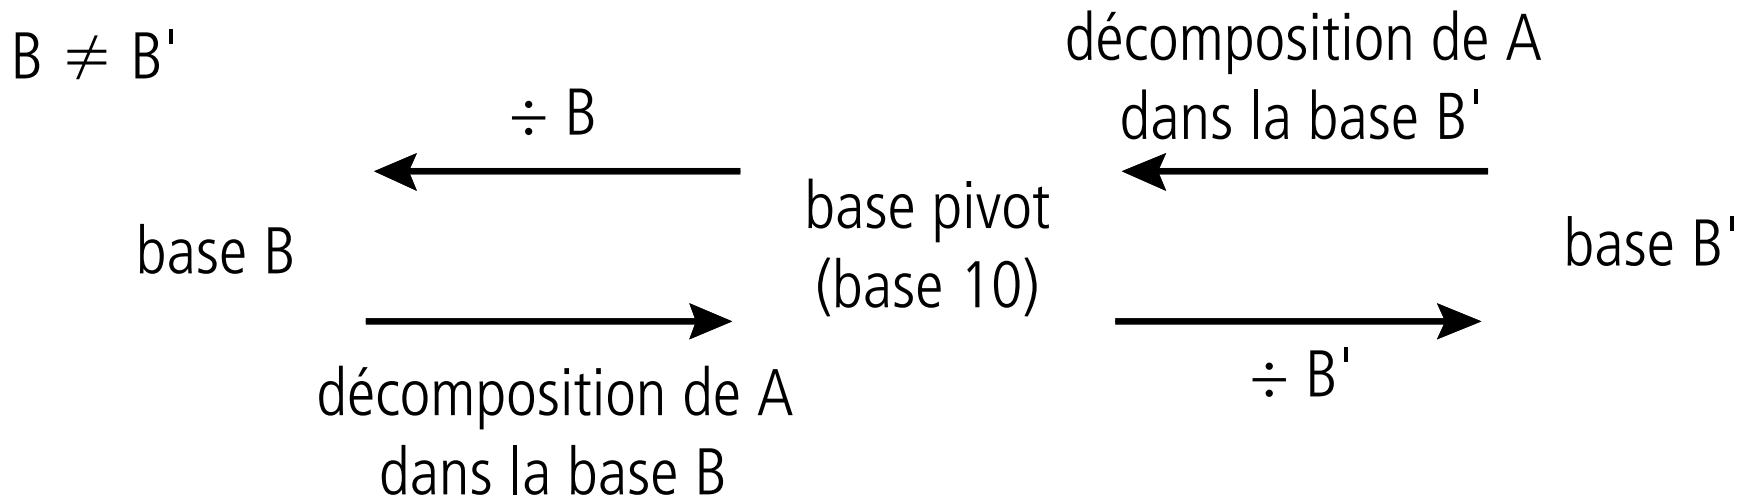 B ≠ B'
÷ B
décomposition de A
dans la base B'
base B
base pivot
(base 10)
base B'
décomposition de A
dans la base B
÷ B'